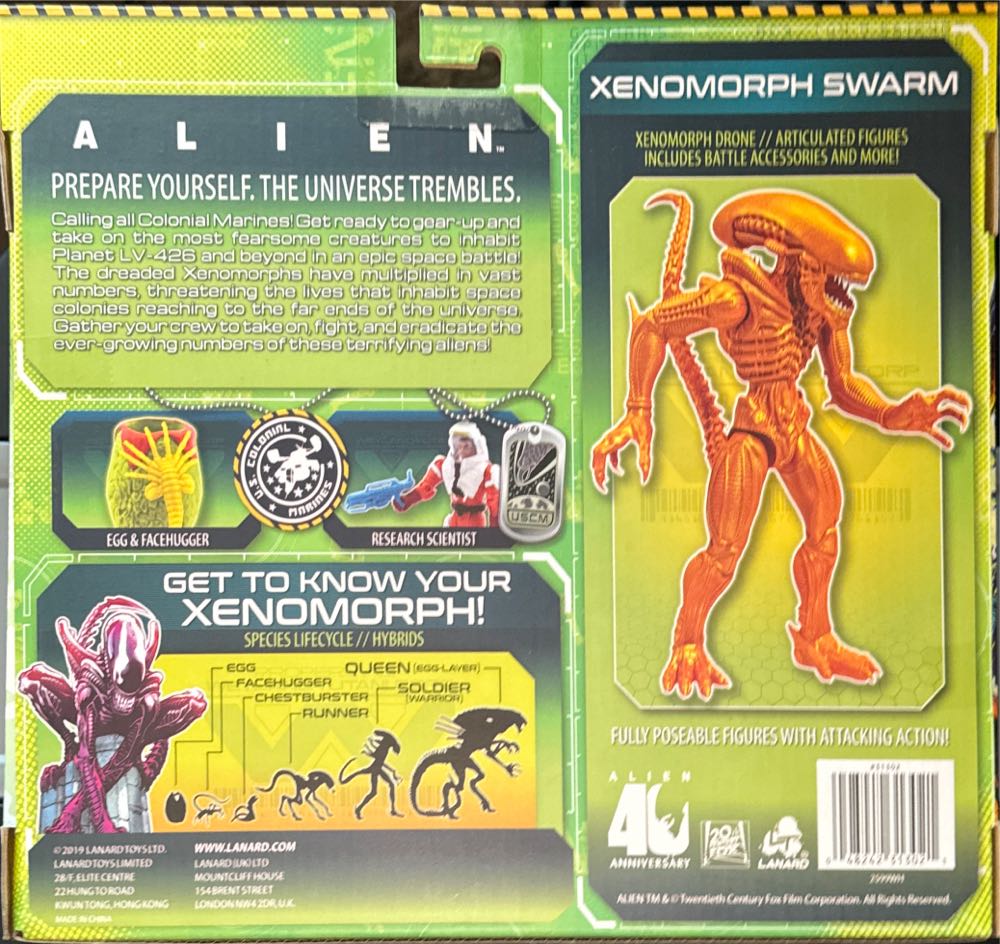 A L I E N™
PREPARE YOURSELF. THE UNIVERSE TREMBLES.
Calling all Colonial Marines! Get ready to gear-up and
take on the most fearsome creatures to inhabit
Planet LV-426 and beyond in an epic space battle!
The dreaded Xenomorphs have multiplied in vast
numbers, threatening the lives that inhabit space
colonies reaching to the far ends of the universe.
Gather your crew to take on, fight, and eradicate the
ever-growing numbers of these terrifying aliens!
U.S. COLONIAL
MARINES
USCM
EGG & FACEHUGGER
RESEARCH SCIENTIST
GET TO KNOW YOUR
XENOMORPH!
SPECIES LIFECYCLE // HYBRIDS
EGG
FACEHUGGER
CHESTBURSTER
RUNNER
QUEEN (EGG-LAYER)
SOLDIER
(WARRIOR)
©2019 LANARD TOYS LTD.
LANARD TOYS LIMITED
28/F, ELITE CENTRE
22 HUNG TO ROAD
KWUN TONG, HONG KONG
MADE IN CHINA
WWW.LANARD.COM
LANARD (UK) LTD
MOUNTCLIFF HOUSE
154 BRENT STREET
LONDON NW4 2DR, U.K.
XENOMORPH SWARM
XENOMORPH DRONE // ARTICULATED FIGURES
INCLUDES BATTLE ACCESSORIES AND MORE!
FULLY POSEABLE FIGURES WITH ATTACKING ACTION!
A L I E N
40
ANNIVERSARY
20
LANARD®
#31302
48242 31302
ALIEN TM & © Twentieth Century Fox Film Corporation. All Rights Reserved.